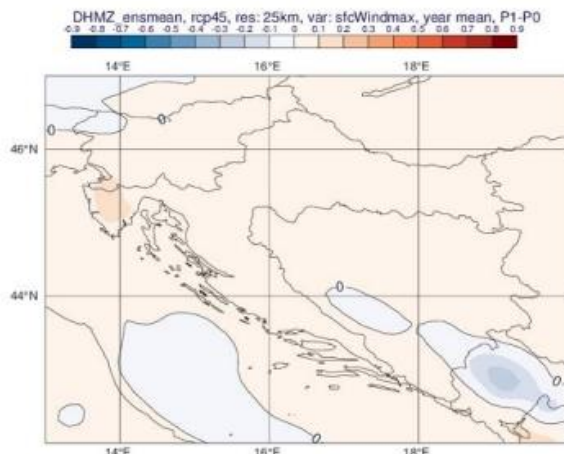 DHMZ_ensmean, rcp45, res: 25km, var: sfcWindmax, year mean, P1-P0
-0.9 -0.8 -0.7 -0.6 -0.5 -0.4 -0.3 -0.2 -0.1 0 0.1 0.2 0.3 0.4 0.5 0.6 0.7 0.8 0.9
14°E 16°E 18°E
0 0
46°N
0
44°N
0
0
14°E 16°E 18°E